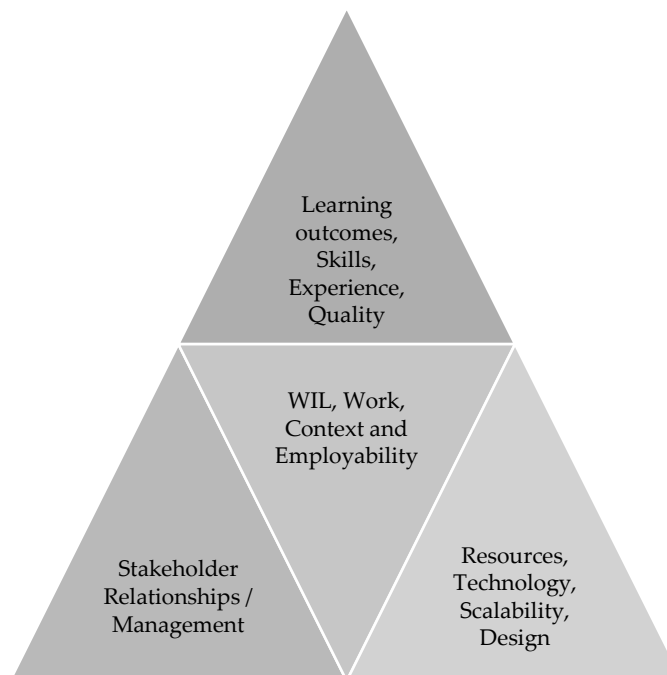 Learning
outcomes,
Skills,
Experience,
Quality
WIL, Work,
Context and
Employability
Stakeholder
Relationships /
Management
Resources,
Technology,
Scalability,
Design